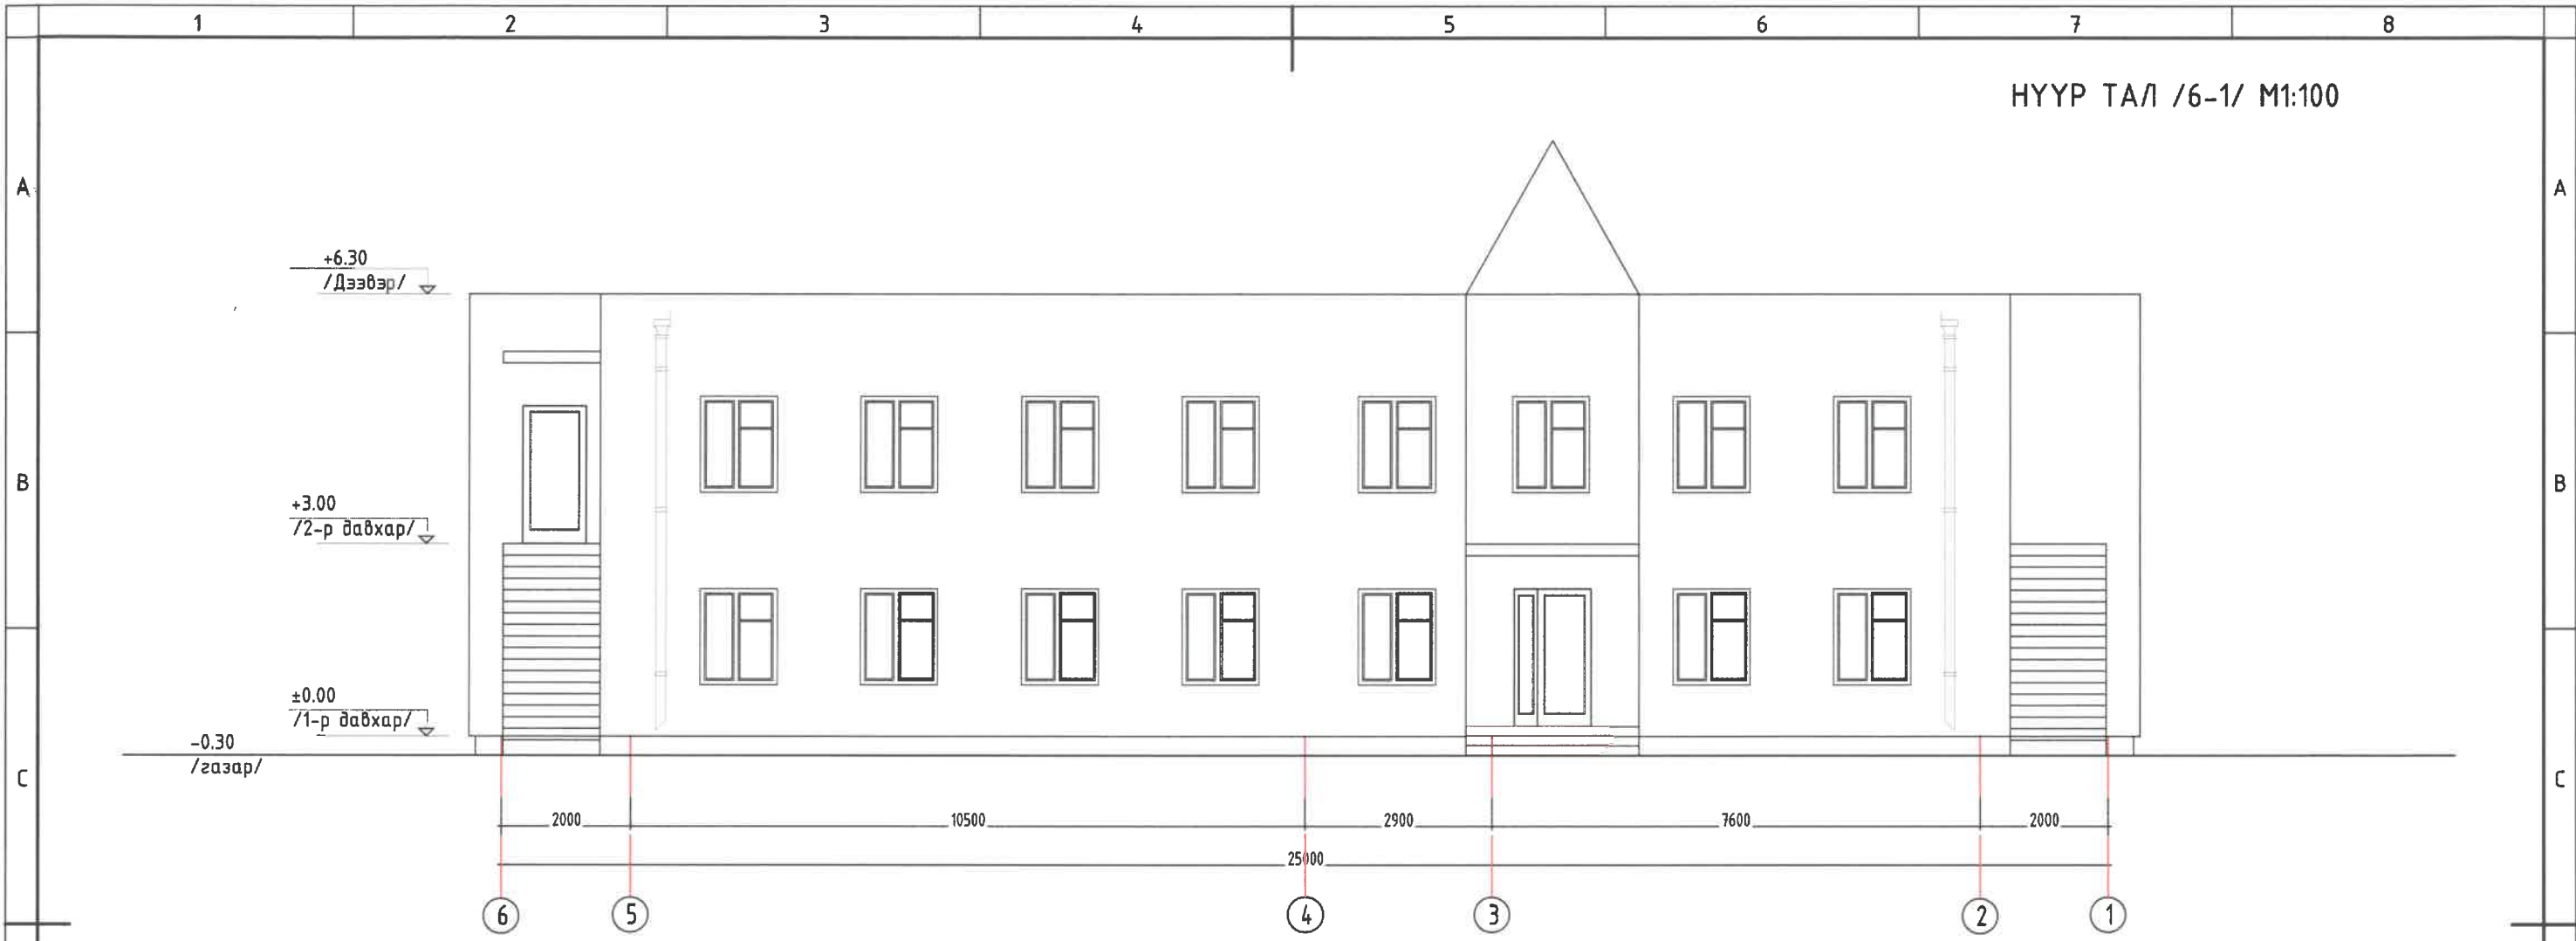 1 2 3 4 5 6 7 8
НҮҮР ТАЛ /6-1/ М1:100
A A
+6.30
/Дээвэр/
B B
+3.00
/2-р давхар/
±0.00
/1-р давхар/
-0.30
/газар/
C C
2000 10500 2900 7600 2000
25000
6 5 4 3 2 1